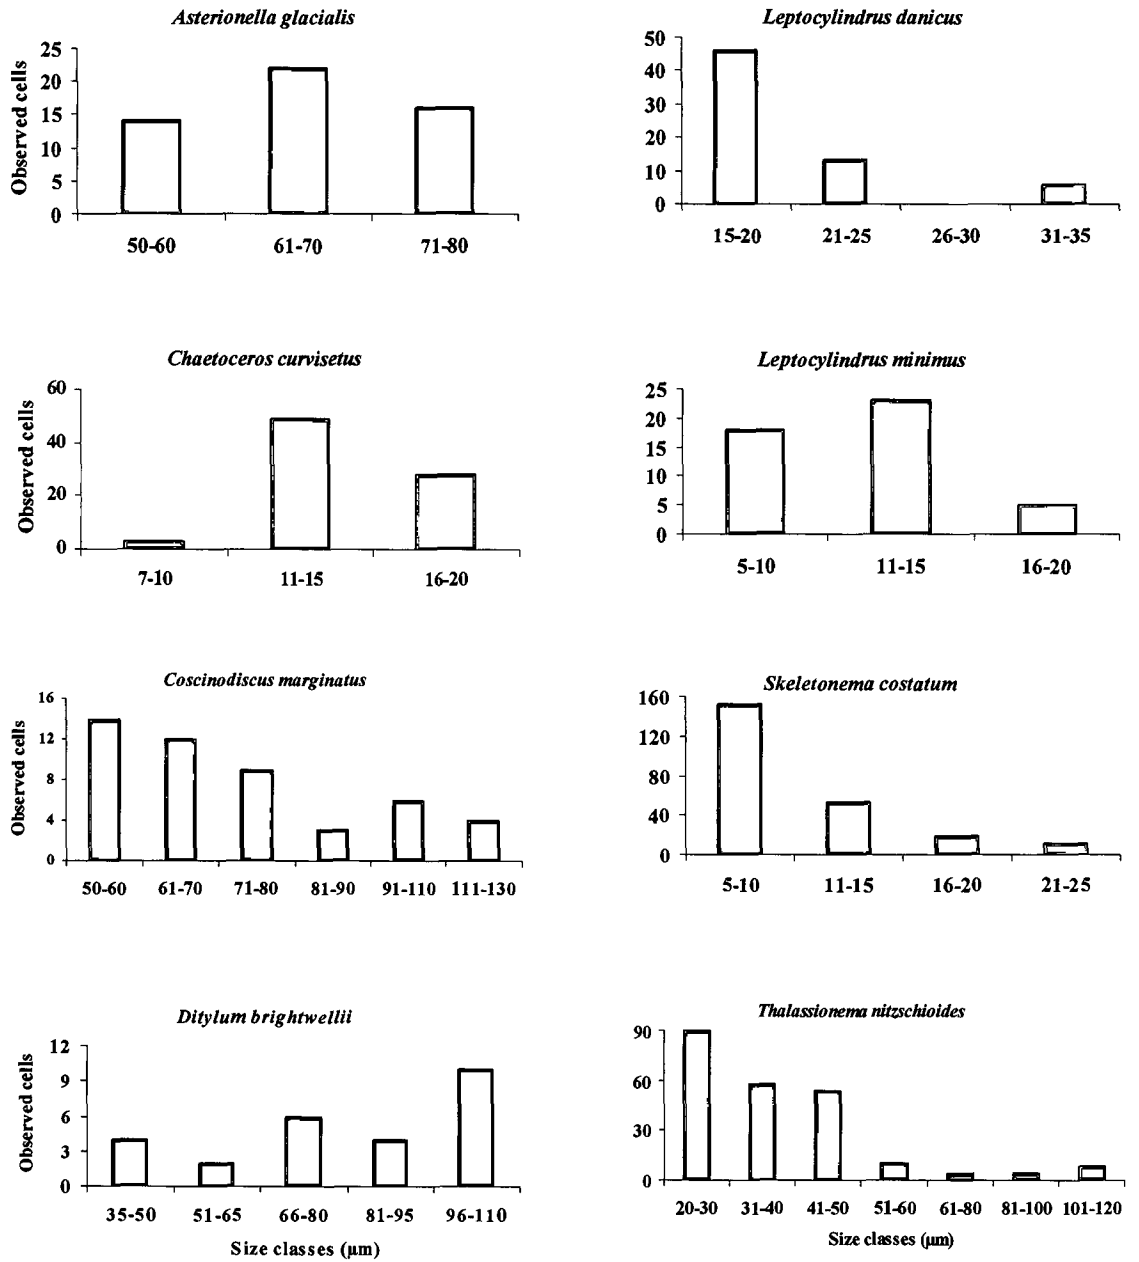 Asterionella glacialis
Observed cells
25
20
15
10
5
0
50-60 61-70 71-80
Leptocylindrus danicus
50
40
30
20
10
0
15-20 21-25 26-30 31-35
Chaetoceros curvisetus
Observed cells
60
40
20
0
7-10 11-15 16-20
Leptocylindrus minimus
25
20
15
10
5
0
5-10 11-15 16-20
Coscinodiscus marginatus
Observed cells
16
12
8
4
0
50-60 61-70 71-80 81-90 91-110 111-130
Skeletonema costatum
160
120
80
40
0
5-10 11-15 16-20 21-25
Ditylum brightwellii
Observed cells
12
9
6
3
0
35-50 51-65 66-80 81-95 96-110
Size classes (µm)
Thalassionema nitzschioides
90
60
30
0
20-30 31-40 41-50 51-60 61-80 81-100 101-120
Size classes (µm)